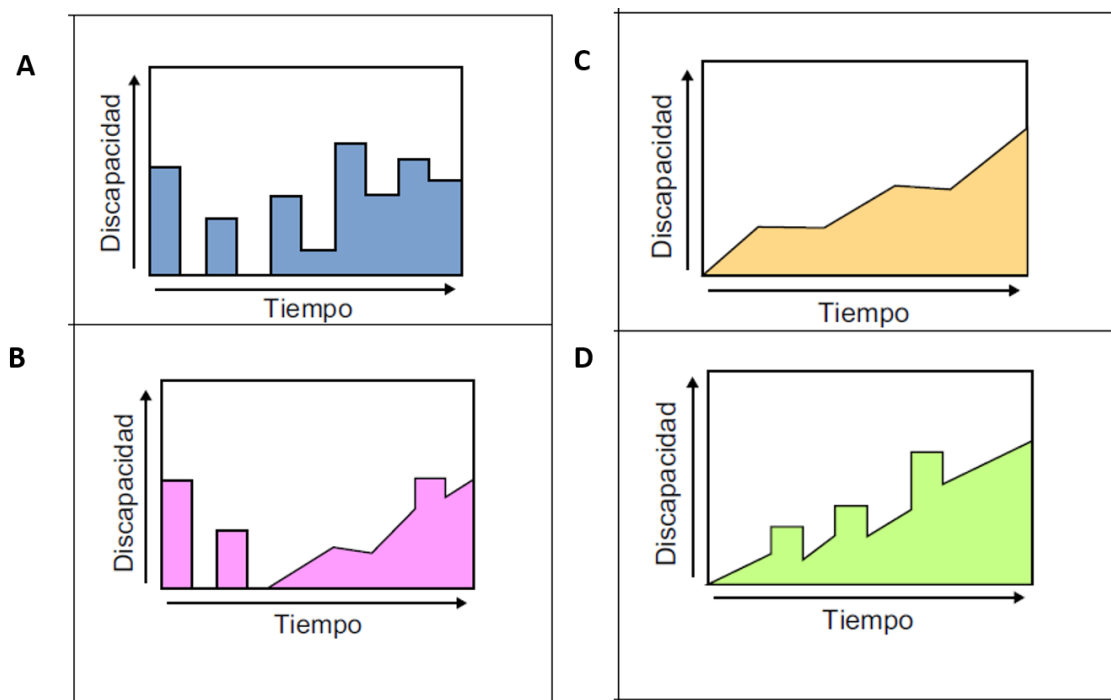 A
Discapacidad
Tiempo
C
Discapacidad
Tiempo
B
Discapacidad
Tiempo
D
Discapacidad
Tiempo